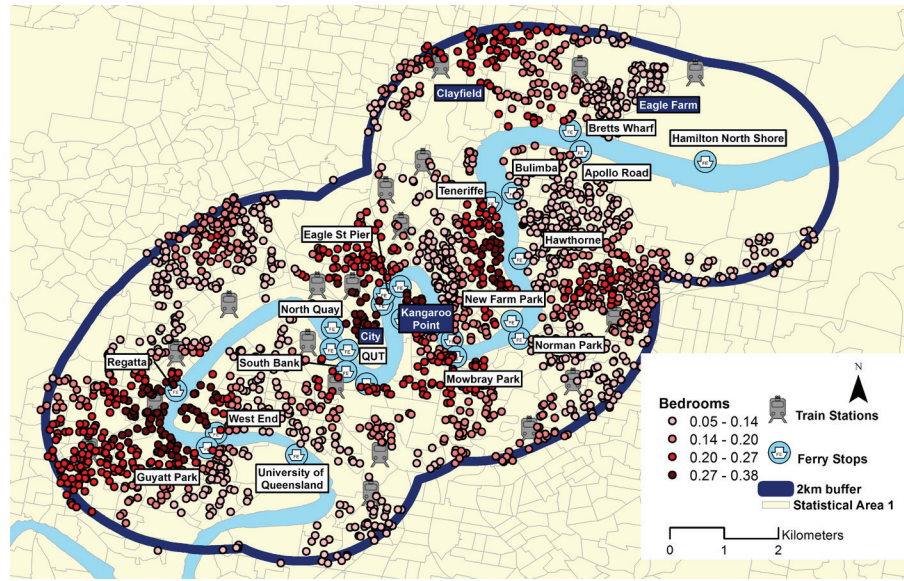 Clayfield
Eagle Farm
Bretts Wharf
Hamilton North Shore
Bulimba
Apollo Road
Teneriffe
Eagle St Pier
Hawthorne
North Quay
New Farm Park
City
Kangaroo
Point
Norman Park
QUT
South Bank
Regatta
Mowbray Park
West End
Guyatt Park
University of
Queensland
N
Bedrooms
0.05 - 0.14
0.14 - 0.20
0.20 - 0.27
0.27 - 0.38
Train Stations
Ferry Stops
2km buffer
Statistical Area 1
Kilometers
0 1 2